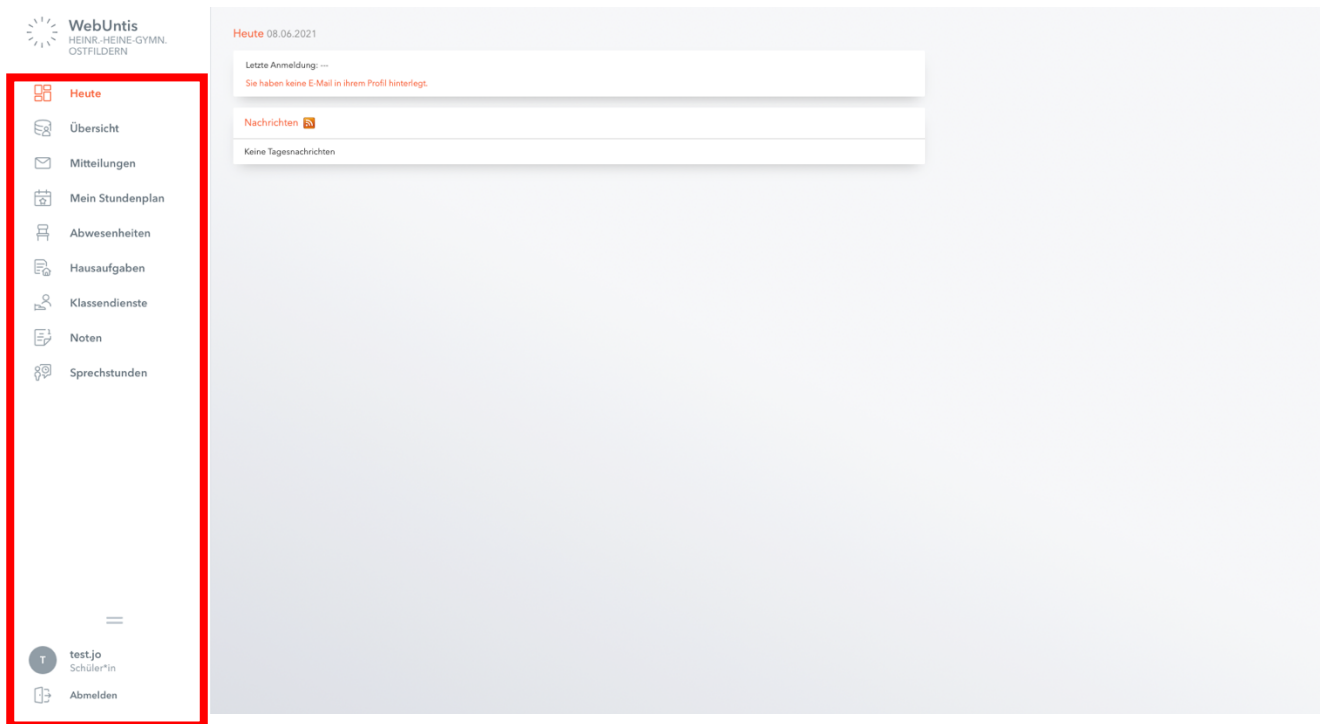 WebUntis
HEINR.-HEINE-GYMN.
OSTFILDERN
Heute
Übersicht
Mitteilungen
Mein Stundenplan
Abwesenheiten
Hausaufgaben
Klassendienste
Noten
Sprechstunden
T
test.jo
Schüler*in
Abmelden
Heute 08.06.2021
Letzte Anmeldung: ---
Sie haben keine E-Mail in ihrem Profil hinterlegt.
Nachrichten
Keine Tagesnachrichten